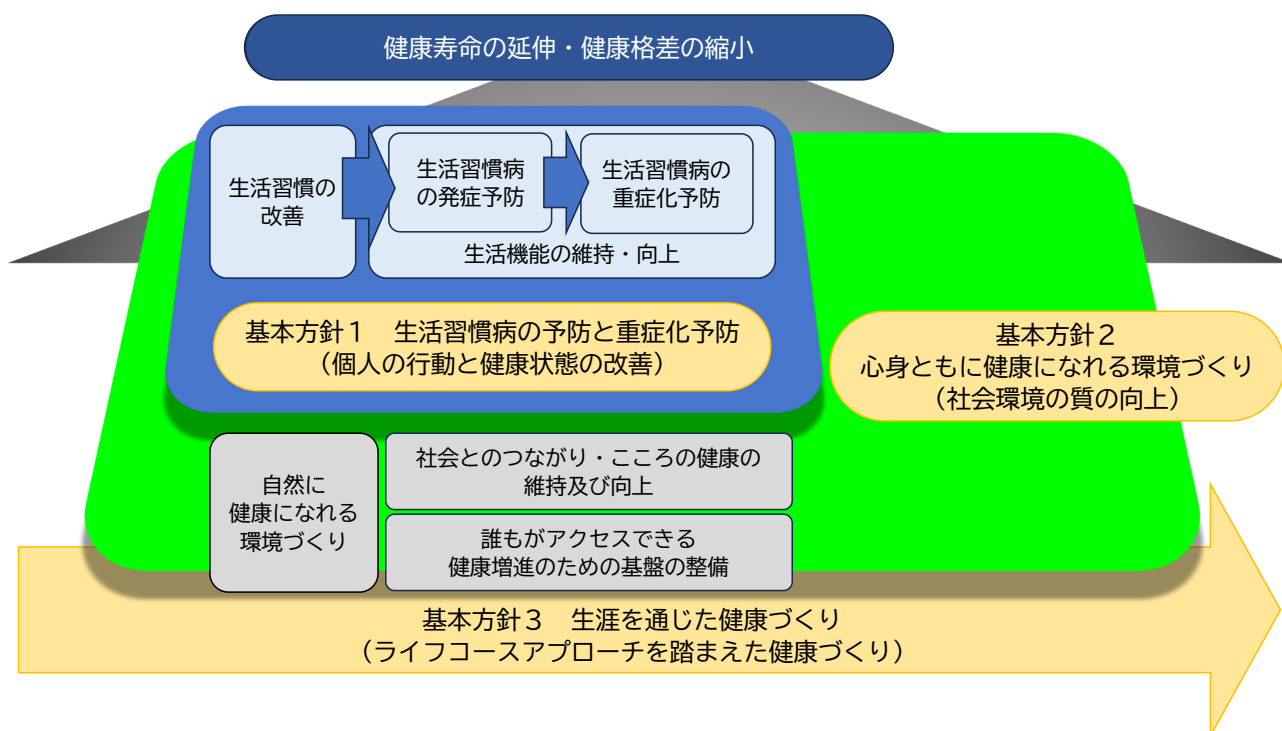 健康寿命の延伸・健康格差の縮小
生活習慣の
改善
生活習慣病
の発症予防
生活習慣病の
重症化予防
生活機能の維持・向上
基本方針１　生活習慣病の予防と重症化予防
（個人の行動と健康状態の改善）
基本方針２
心身ともに健康になれる環境づくり
（社会環境の質の向上）
自然に
健康になれる
環境づくり
社会とのつながり・こころの健康の
維持及び向上
誰もがアクセスできる
健康増進のための基盤の整備
基本方針３　生涯を通じた健康づくり
（ライフコースアプローチを踏まえた健康づくり）